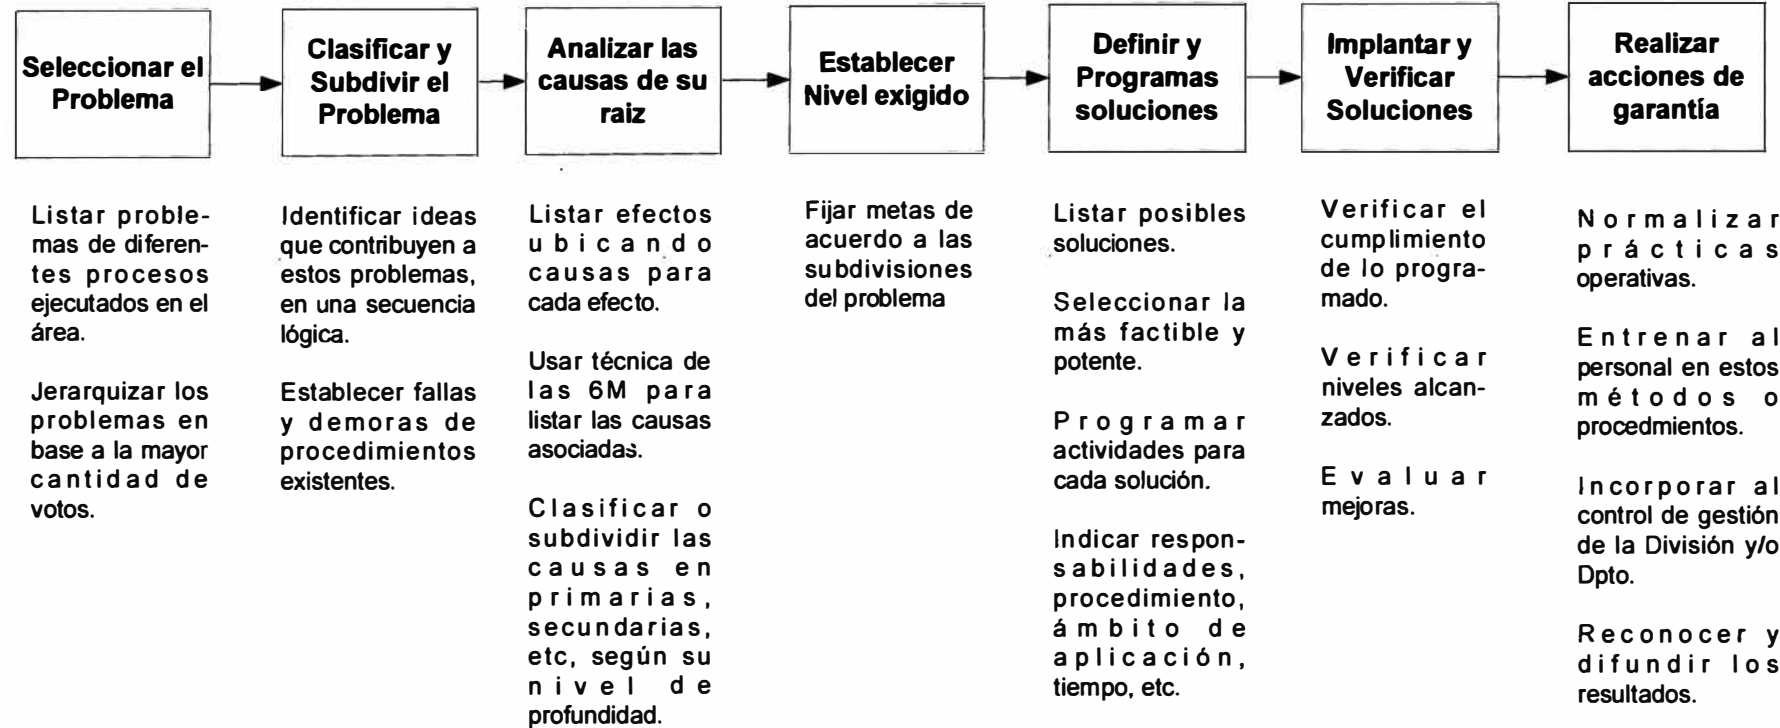 Seleccionar el
Problema
Clasificar y
Subdivir el
Problema
Analizar las
causas de su
raiz
Establecer
Nivel exigido
Definir y
Programas
soluciones
Implantar y
Verificar
Soluciones
Realizar
acciones de
garantía
Listar proble-
mas de diferen-
tes procesos
ejecutados en el
área.
Jerarquizar los
problemas en
base a la mayor
cantidad de
votos.
Identificar ideas
que contribuyen a
estos problemas,
en una secuencia
lógica.
Establecer fallas
y demoras de
procedimientos
existentes.
Listar efectos
ubicando
causas para
cada efecto.
Usar técnica de
las 6M para
listar las causas
asociadas.
Clasificar o
subdividir las
causas en
primarias,
secundarias,
etc, según su
nivel de
profundidad.
Fijar metas de
acuerdo a las
subdivisiones
del problema
Listar posibles
soluciones.
Seleccionar la
más factible y
potente.
Programar
actividades para
cada solución.
Indicar respon-
sabilidades,
procedimiento,
ámbito de
aplicación,
tiempo, etc.
Verificar el
cumplimiento
de lo progra-
mado.
Verificar
niveles alcan-
zados.
Evaluar
mejoras.
Normalizar
prácticas
operativas.
Entrenar al
personal en estos
métodos o
procedmientos.
Incorporar al
control de gestión
de la División y/o
Dpto.
Reconocer y
difundir los
resultados.